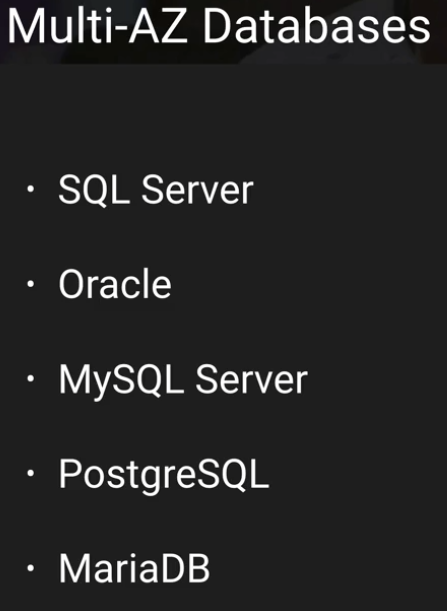 Multi-AZ Databases
• SQL Server
• Oracle
• MySQL Server
• PostgreSQL
• MariaDB